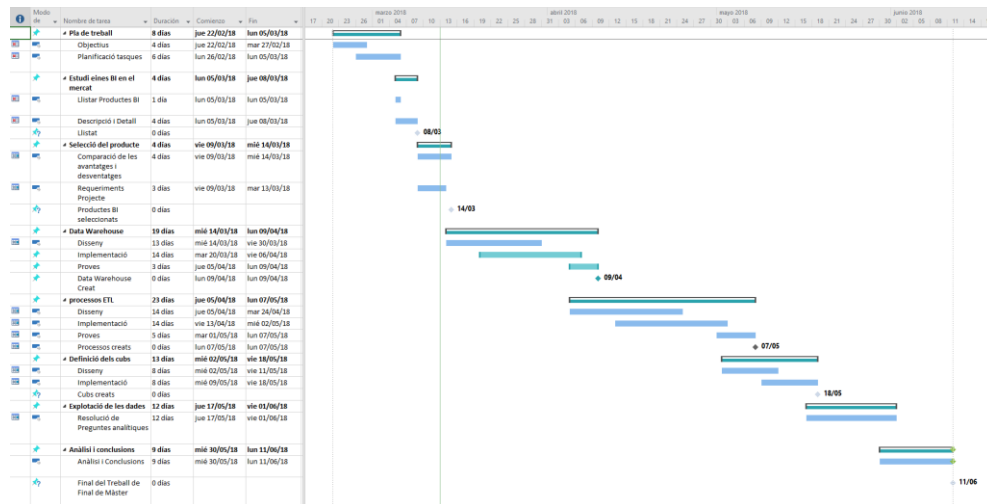 marzo 2018 abril 2018 mayo 2018 junio 2018
Modo de Nombre de tarea Duración Comienzo Fin 17 20 23 26 01 04 07 10 13 16 19 22 25 28 31 03 06 09 12 15 18 21 24 27 30 03 06 09 12 15 18 21 24 27 30 02 05 08 11 14
Pla de treball 8 días jue 22/02/18 lun 05/03/18
Objectius 4 días jue 22/02/18 mar 27/02/18
Planificació tasques 6 días lun 26/02/18 lun 05/03/18
Estudi eines BI en el mercat 4 días lun 05/03/18 jue 08/03/18
Llistar Productes BI 1 día lun 05/03/18 lun 05/03/18
Descripció i Detall 4 días lun 05/03/18 jue 08/03/18
Llistat 0 días 08/03
Selecció del producte 4 días vie 09/03/18 mié 14/03/18
Comparació de les avantatges i desventatges 4 días vie 09/03/18 mié 14/03/18
Requeriments Projecte 3 días vie 09/03/18 mar 13/03/18
Productes BI seleccionats 0 días 14/03
Data Warehouse 19 días mié 14/03/18 lun 09/04/18
Disseny 13 días mié 14/03/18 vie 30/03/18
Implementació 14 días mar 20/03/18 vie 06/04/18
Proves 3 días jue 05/04/18 lun 09/04/18
Data Warehouse Creat 0 días lun 09/04/18 lun 09/04/18 09/04
processos ETL 23 días jue 05/04/18 lun 07/05/18
Disseny 14 días jue 05/04/18 mar 24/04/18
Implementació 14 días vie 13/04/18 mié 02/05/18
Proves 5 días mar 01/05/18 lun 07/05/18
Processos creats 0 días lun 07/05/18 lun 07/05/18 07/05
Definició dels cubs 13 días mié 02/05/18 vie 18/05/18
Disseny 8 días mié 02/05/18 vie 11/05/18
Implementació 8 días mié 09/05/18 vie 18/05/18
Cubs creats 0 días 18/05
Explotació de les dades 12 días jue 17/05/18 vie 01/06/18
Resolució de Preguntes analítiques 12 días jue 17/05/18 vie 01/06/18
Anàlisi i conclusions 9 días mié 30/05/18 lun 11/06/18
Anàlisi i Conclusions 9 días mié 30/05/18 lun 11/06/18
Final del Treball de Final de Màster 0 días 11/06